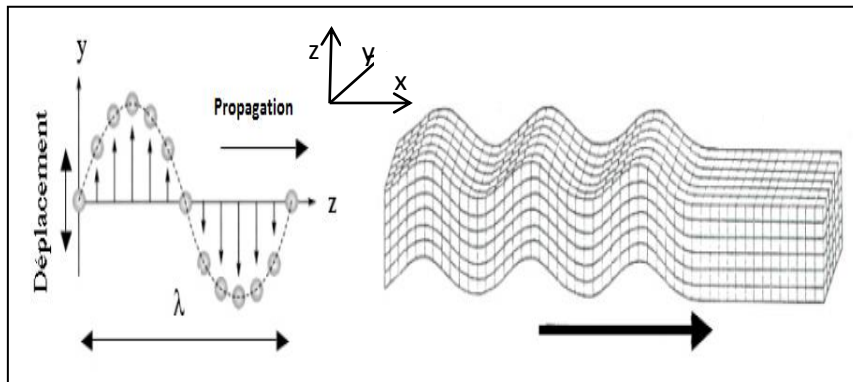 y
Déplacement
Propagation
z
λ
z
y
x